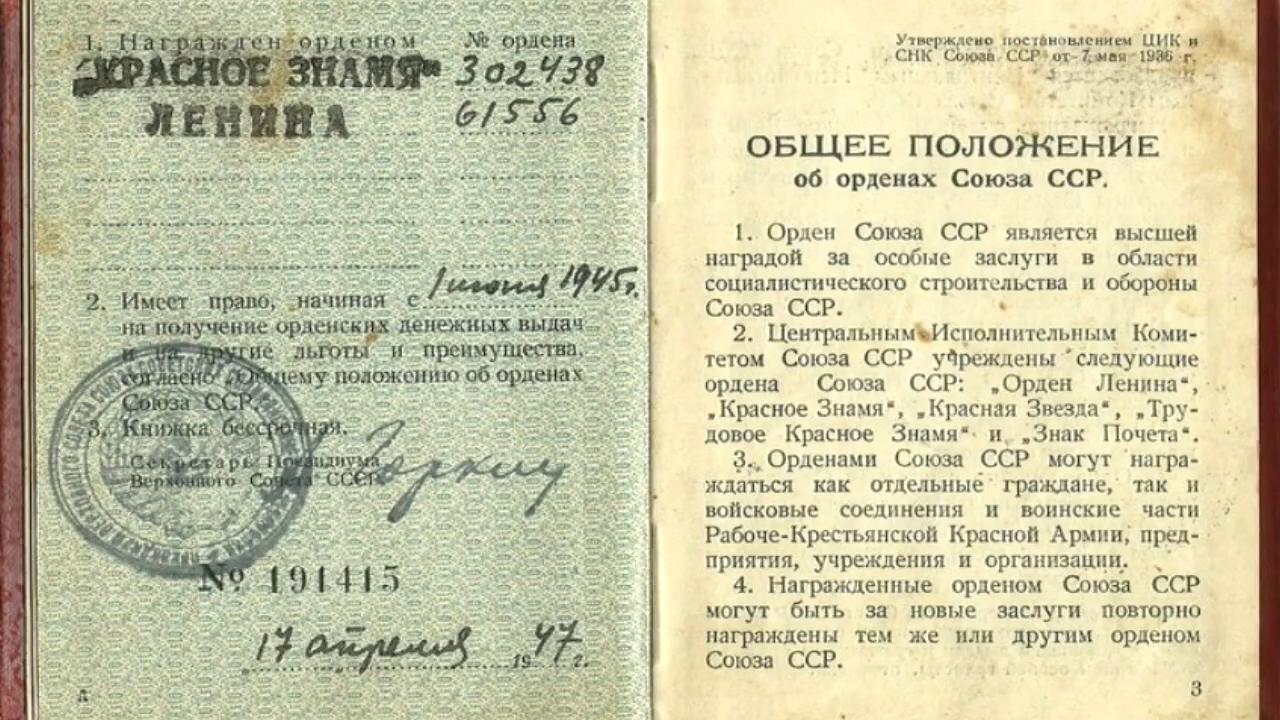 1. Награжден орденом № ордена
„КРАСНОЕ ЗНАМЯ“ 302438
ЛЕНИНА 61556
2. Имеет право, начиная с 1 июня 1945г.
на получение орденских денежных выдач
и на другие льготы и преимущества,
согласно „Общему положению об орденах
Союза ССР.
3. Книжка бессрочная.
Секретарь Президиума
Верховного Совета СССР
Горкин
№ 191415
17 апреля 1947 г.
А
Утверждено постановлением ЦИК и
СНК Союза ССР от 7 мая 1936 г.
ОБЩЕЕ ПОЛОЖЕНИЕ
об орденах Союза ССР.
1. Орден Союза ССР является высшей
наградой за особые заслуги в области
социалистического строительства и обороны
Союза ССР.
2. Центральным Исполнительным Коми-
тетом Союза ССР учреждены следующие
ордена Союза ССР: „Орден Ленина“,
„Красное Знамя“, „Красная Звезда“, „Тру-
довое Красное Знамя“ и „Знак Почета“.
3. Орденами Союза ССР могут награ-
ждаться как отдельные граждане, так и
войсковые соединения и воинские части
Рабоче-Крестьянской Красной Армии, пред-
приятия, учреждения и организации.
4. Награжденные орденом Союза ССР
могут быть за новые заслуги повторно
награждены тем же или другим орденом
Союза ССР.
3